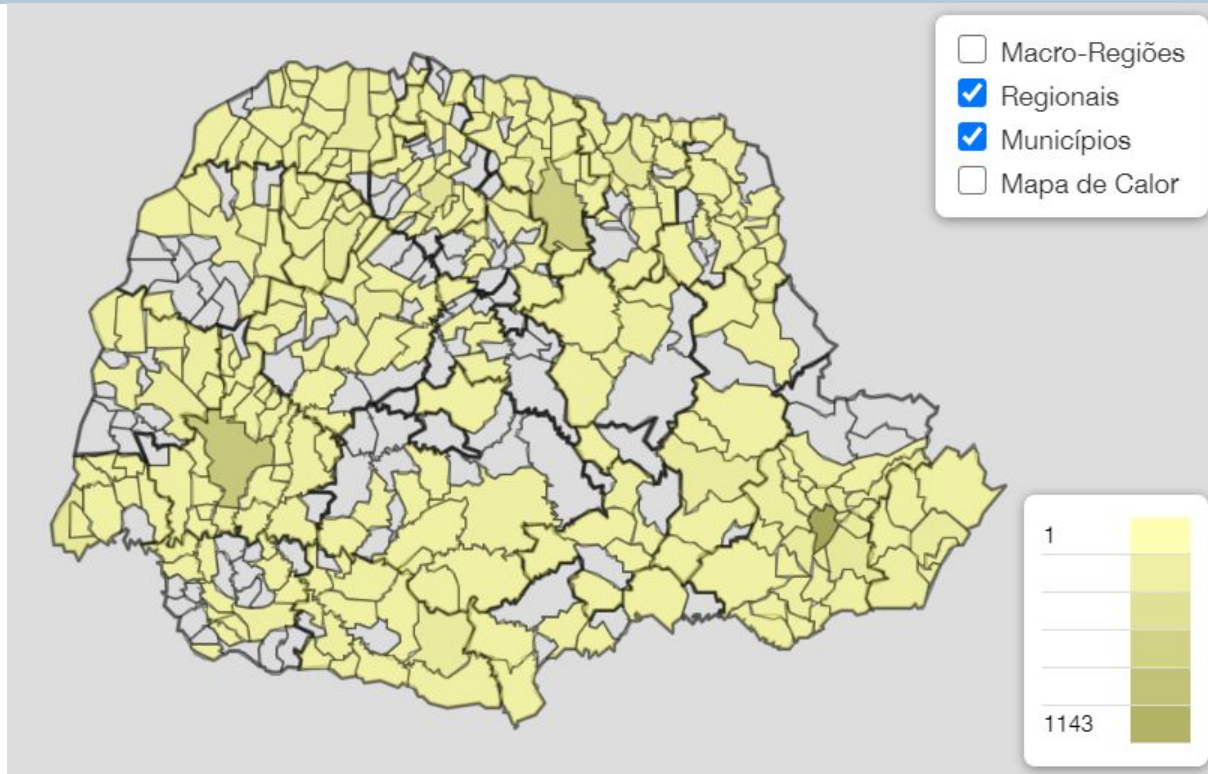 Macro-Regiões
Regionais
Municípios
Mapa de Calor
1
1143